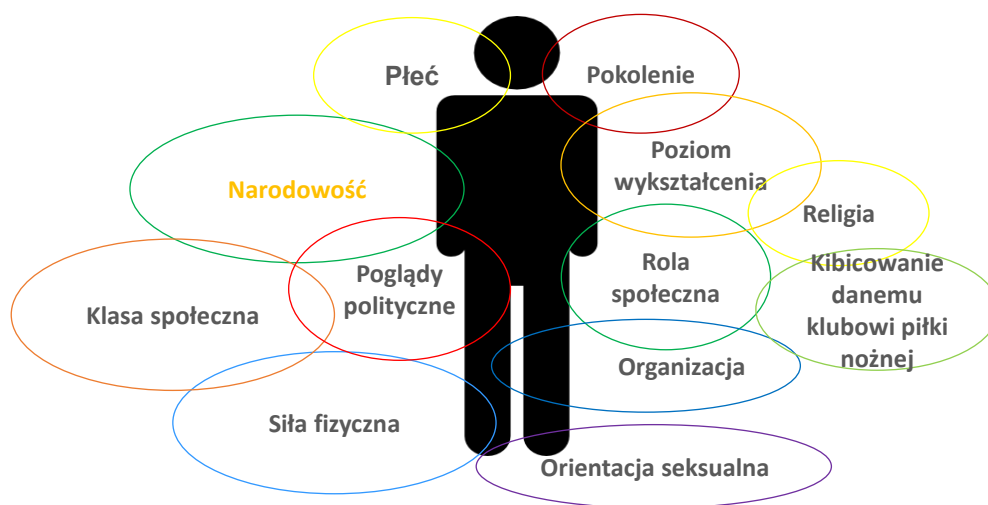 Płeć
Pokolenie
Poziom
wykształcenia
Narodowość
Religia
Poglądy
polityczne
Rola
społeczna
Kibicowanie
danemu
klubowi piłki
nożnej
Klasa społeczna
Organizacja
Siła fizyczna
Orientacja seksualna